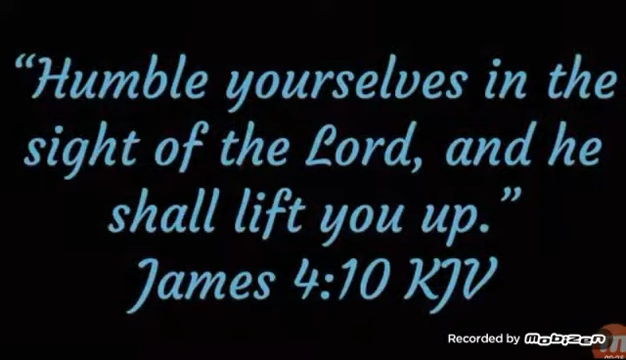 “Humble yourselves in the
sight of the Lord, and he
shall lift you up.”
James 4:10 KJV
Recorded by Mobizen